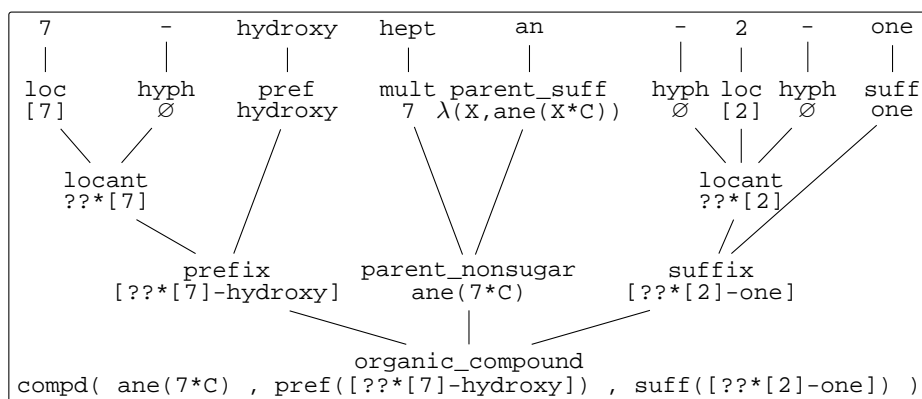 7 - hydroxy hept an - 2 - one
loc hyph pref mult parent_suff hyph loc hyph suff
[7] ∅ hydroxy 7 λ(X,ane(X*C)) ∅ [2] ∅ one
locant locant
??*[7] ??*[2]
prefix parent_nonsugar suffix
[??*[7]-hydroxy] ane(7*C) [??*[2]-one]
organic_compound
compd( ane(7*C) , pref([??*[7]-hydroxy]) , suff([??*[2]-one]) )